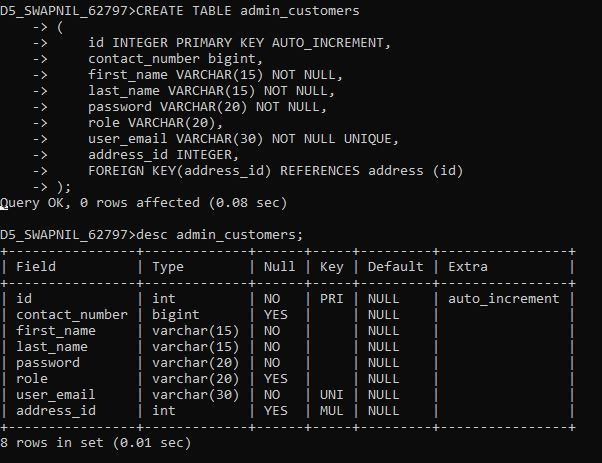 D5_SWAPNIL_62797>CREATE TABLE admin_customers
    -> (
    ->     id INTEGER PRIMARY KEY AUTO_INCREMENT,
    ->     contact_number bigint,
    ->     first_name VARCHAR(15) NOT NULL,
    ->     last_name VARCHAR(15) NOT NULL,
    ->     password VARCHAR(20) NOT NULL,
    ->     role VARCHAR(20),
    ->     user_email VARCHAR(30) NOT NULL UNIQUE,
    ->     address_id INTEGER,
    ->     FOREIGN KEY(address_id) REFERENCES address (id)
    -> );
Query OK, 0 rows affected (0.08 sec)

D5_SWAPNIL_62797>desc admin_customers;
+----------------+-------------+------+-----+---------+----------------+
| Field          | Type        | Null | Key | Default | Extra          |
+----------------+-------------+------+-----+---------+----------------+
| id             | int         | NO   | PRI | NULL    | auto_increment |
| contact_number | bigint      | YES  |     | NULL    |                |
| first_name     | varchar(15) | NO   |     | NULL    |                |
| last_name      | varchar(15) | NO   |     | NULL    |                |
| password       | varchar(20) | NO   |     | NULL    |                |
| role           | varchar(20) | YES  |     | NULL    |                |
| user_email     | varchar(30) | NO   | UNI | NULL    |                |
| address_id     | int         | YES  | MUL | NULL    |                |
+----------------+-------------+------+-----+---------+----------------+
8 rows in set (0.01 sec)